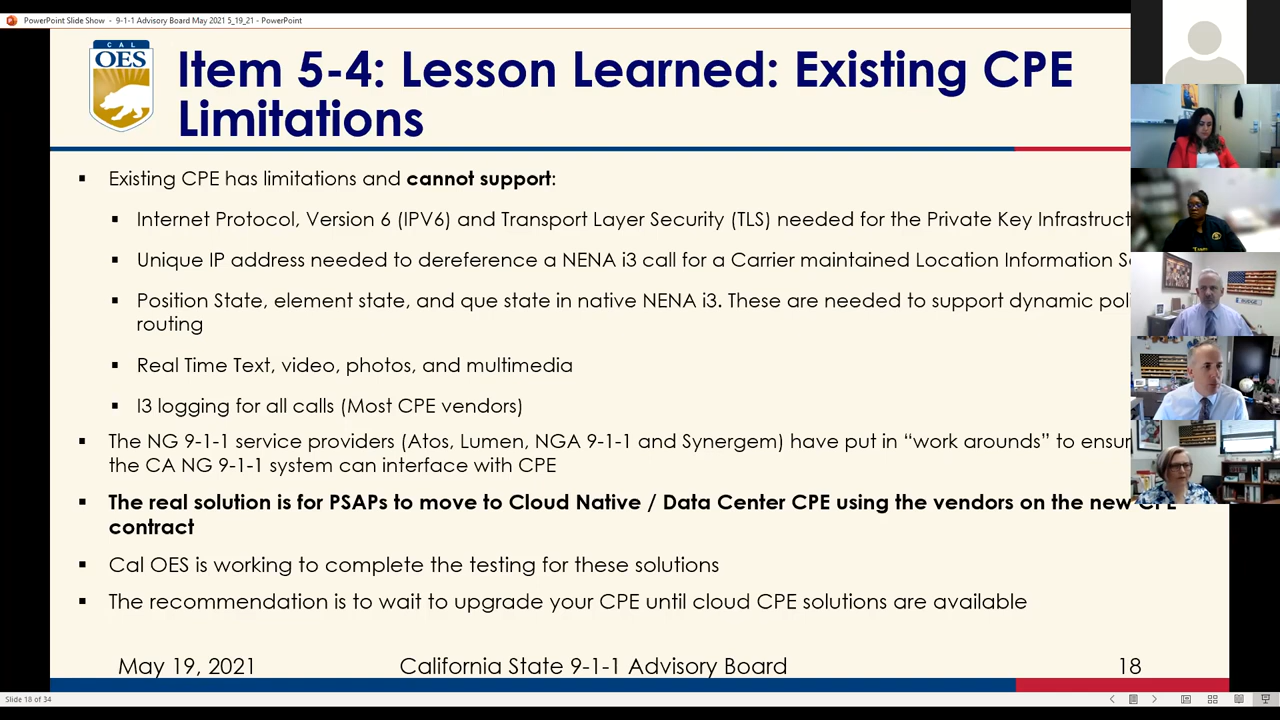 PowerPoint Slide Show - 9-1-1 Advisory Board May 2021 5_19_21 - PowerPoint
CAL
OES
Item 5-4: Lesson Learned: Existing CPE
Limitations
Existing CPE has limitations and cannot support:
Internet Protocol, Version 6 (IPV6) and Transport Layer Security (TLS) needed for the Private Key
Unique IP address needed to dereference a NENA i3 call for a Carrier maintained Location Information
Position State, element state, and que state in native NENA i3. These are needed to support dynamic
routing
Real Time Text, video, photos, and multimedia
I3 logging for all calls (Most CPE vendors)
The NG 9-1-1 service providers (Atos, Lumen, NGA 9-1-1 and Synergem) have put in “work arounds” to
the CA NG 9-1-1 system can interface with CPE
The real solution is for PSAPs to move to Cloud Native / Data Center CPE using the vendors on the new CPE
contract
Cal OES is working to complete the testing for these solutions
The recommendation is to wait to upgrade your CPE until cloud CPE solutions are available
May 19, 2021 California State 9-1-1 Advisory Board 18
Slide 18 of 34